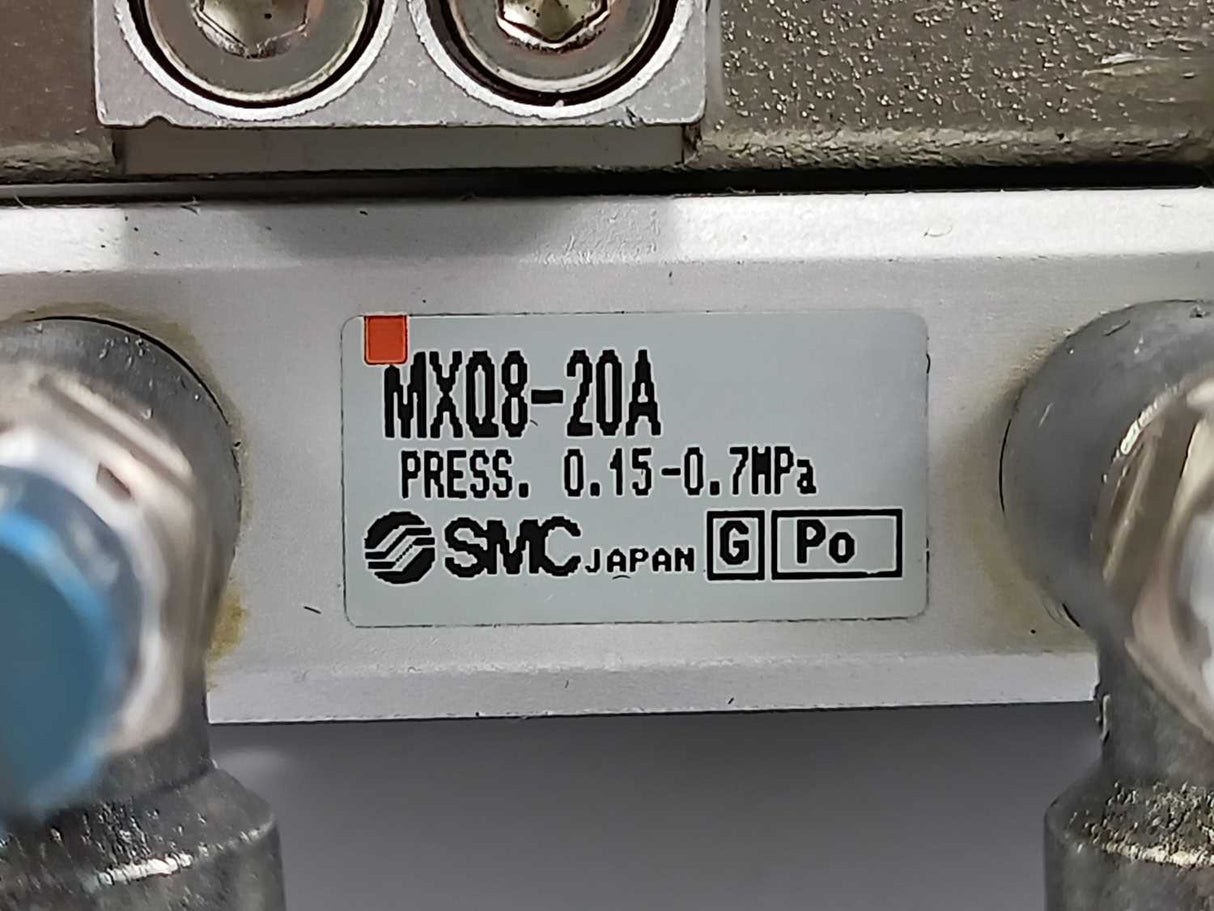 MXQ8-20A
PRESS. 0.15-0.7MPa
SMC JAPAN G Po